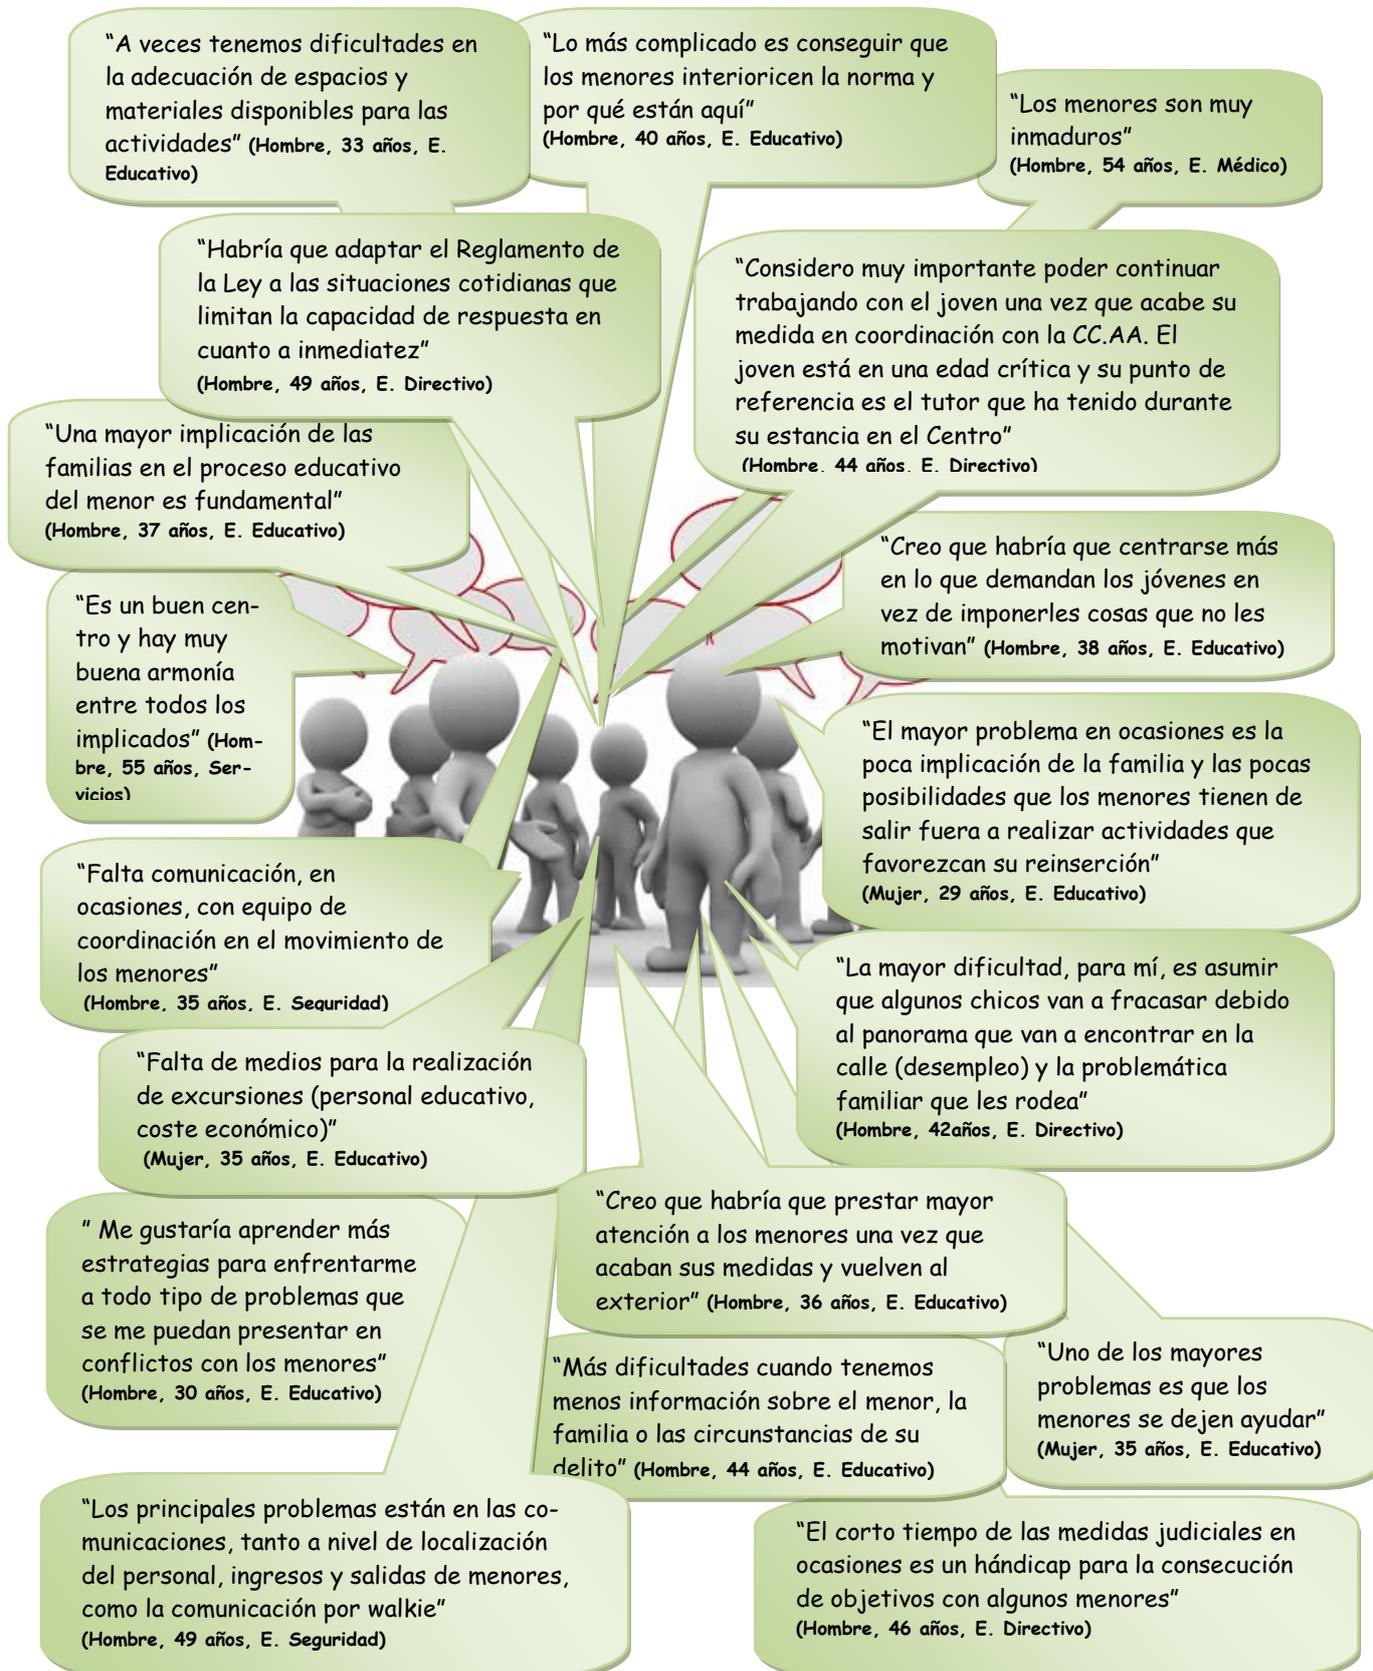 “A veces tenemos dificultades en
la adecuación de espacios y
materiales disponibles para las
actividades” (Hombre, 33 años, E.
Educativo)
“Lo más complicado es conseguir que
los menores interioricen la norma y
por qué están aquí”
(Hombre, 40 años, E. Educativo)
“Los menores son muy
inmaduros”
(Hombre, 54 años, E. Médico)
“Habría que adaptar el Reglamento de
la Ley a las situaciones cotidianas que
limitan la capacidad de respuesta en
cuanto a inmediatez”
(Hombre, 49 años, E. Directivo)
“Considero muy importante poder continuar
trabajando con el joven una vez que acabe su
medida en coordinación con la CC.AA. El
joven está en una edad crítica y su punto de
referencia es el tutor que ha tenido durante
su estancia en el Centro”
(Hombre, 44 años, E. Directivo)
“Una mayor implicación de las
familias en el proceso educativo
del menor es fundamental”
(Hombre, 37 años, E. Educativo)
“Creo que habría que centrarse más
en lo que demandan los jóvenes en
vez de imponerles cosas que no les
motivan” (Hombre, 38 años, E. Educativo)
“Es un buen cen-
tro y hay muy
buena armonía
entre todos los
implicados” (Hom-
bre, 55 años, Ser-
vicios)
“El mayor problema en ocasiones es la
poca implicación de la familia y las pocas
posibilidades que los menores tienen de
salir fuera a realizar actividades que
favorezcan su reinserción”
(Mujer, 29 años, E. Educativo)
“Falta comunicación, en
ocasiones, con equipo de
coordinación en el movimiento de
los menores”
(Hombre, 35 años, E. Seguridad)
“La mayor dificultad, para mí, es asumir
que algunos chicos van a fracasar debido
al panorama que van a encontrar en la
calle (desempleo) y la problemática
familiar que les rodea”
(Hombre, 42años, E. Directivo)
“Falta de medios para la realización
de excursiones (personal educativo,
coste económico)”
(Mujer, 35 años, E. Educativo)
“Creo que habría que prestar mayor
atención a los menores una vez que
acaban sus medidas y vuelven al
exterior” (Hombre, 36 años, E. Educativo)
” Me gustaría aprender más
estrategias para enfrentarme
a todo tipo de problemas que
se me puedan presentar en
conflictos con los menores”
(Hombre, 30 años, E. Educativo)
“Más dificultades cuando tenemos
menos información sobre el menor, la
familia o las circunstancias de su
delito” (Hombre, 44 años, E. Educativo)
“Uno de los mayores
problemas es que los
menores se dejen ayudar”
(Mujer, 35 años, E. Educativo)
“Los principales problemas están en las co-
municaciones, tanto a nivel de localización
del personal, ingresos y salidas de menores,
como la comunicación por walkie”
(Hombre, 49 años, E. Seguridad)
“El corto tiempo de las medidas judiciales en
ocasiones es un hándicap para la consecución
de objetivos con algunos menores”
(Hombre, 46 años, E. Directivo)